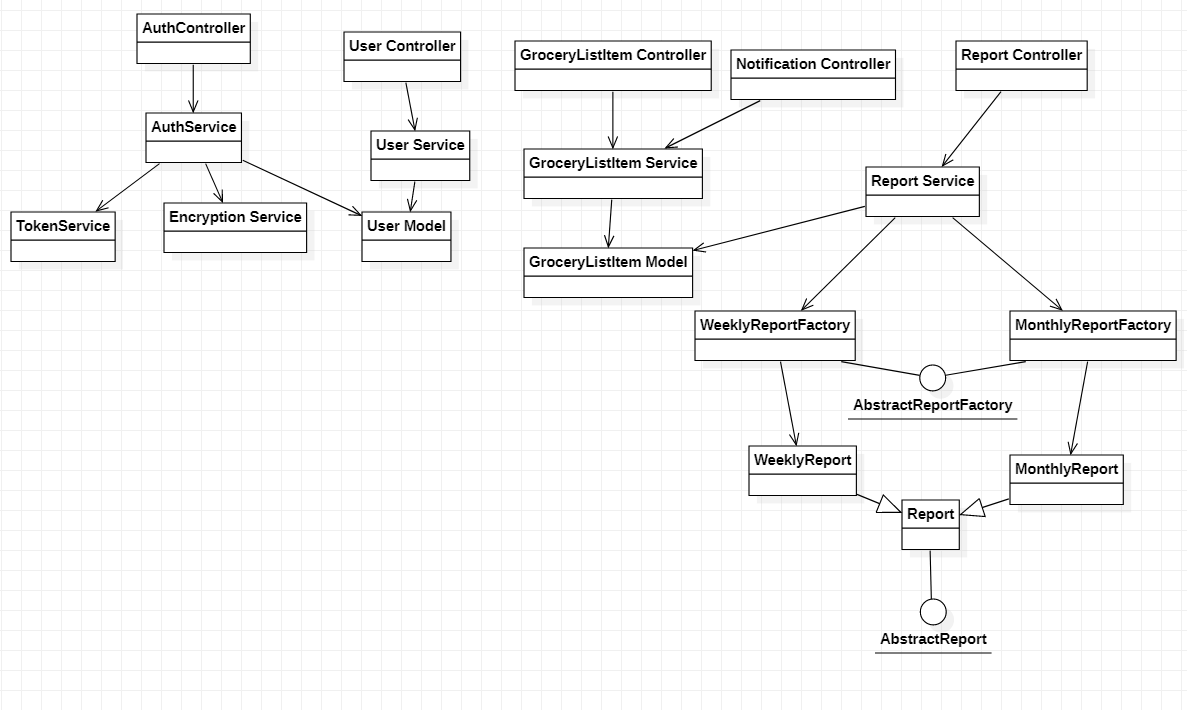 AuthController
User Controller
GroceryListItem Controller
Notification Controller
Report Controller
AuthService
User Service
GroceryListItem Service
Report Service
TokenService
Encryption Service
User Model
GroceryListItem Model
WeeklyReportFactory
MonthlyReportFactory
AbstractReportFactory
WeeklyReport
MonthlyReport
Report
AbstractReport